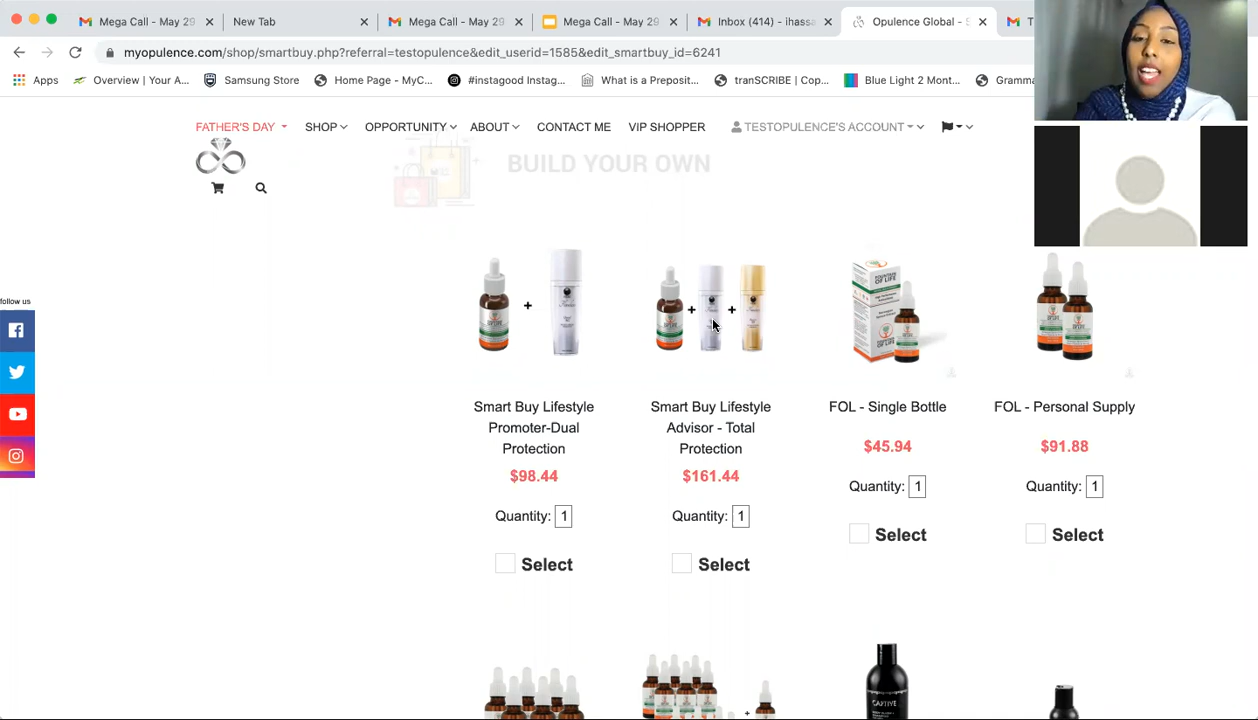 Mega Call - May 29
New Tab
Mega Call - May 29
Mega Call - May 29
Inbox (414) - ihassa
Opulence Global - S
T
myopulence.com/shop/smartbuy.php?referral=testopulence&edit_userid=1585&edit_smartbuy_id=6241
Apps
Overview | Your A...
Samsung Store
Home Page - MyC...
#instagood Instag...
What is a Preposit...
tranSCRIBE | Cop...
Blue Light 2 Mont...
Gramma
FATHER'S DAY
SHOP
OPPORTUNITY
ABOUT
CONTACT ME
VIP SHOPPER
TESTOPULENCE'S ACCOUNT
BUILD YOUR OWN
follow us
Smart Buy Lifestyle
Promoter-Dual
Protection
$98.44
Quantity: 1
Select
Smart Buy Lifestyle
Advisor - Total
Protection
$161.44
Quantity: 1
Select
FOL - Single Bottle
$45.94
Quantity: 1
Select
FOL - Personal Supply
$91.88
Quantity: 1
Select
CAPTIVE